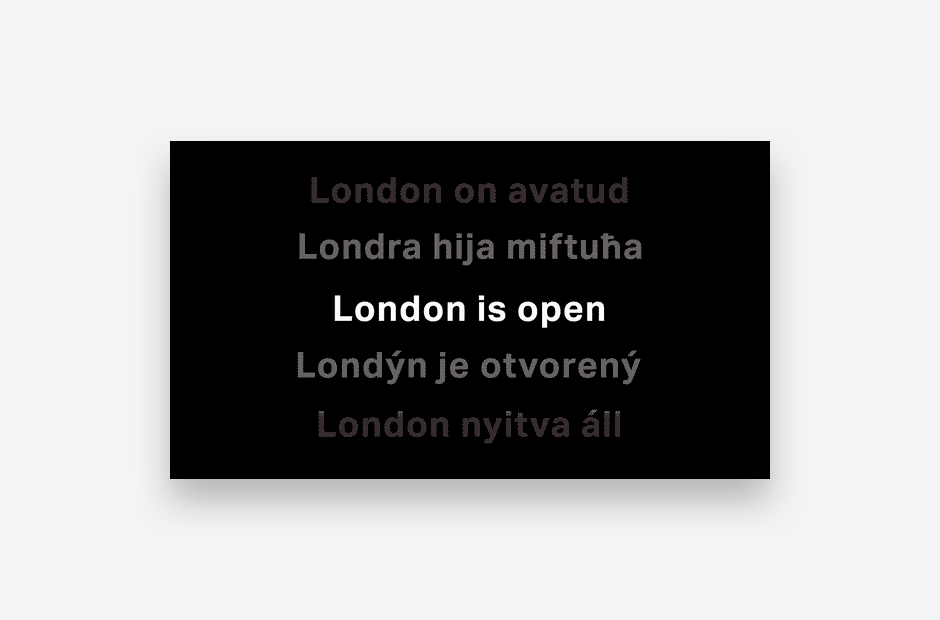 London on avatud
Londra hija miftuħa
London is open
Londýn je otvorený
London nyitva áll